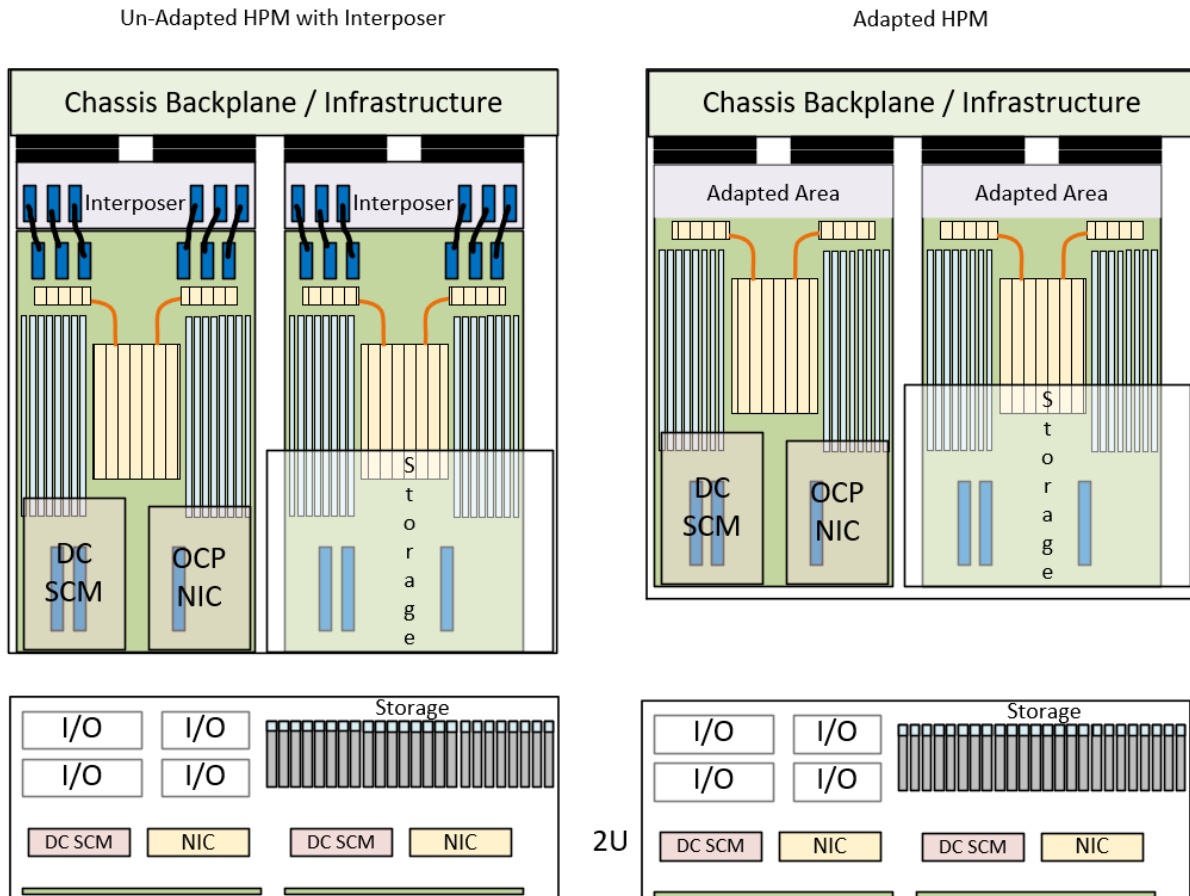 Un-Adapted HPM with Interposer
Adapted HPM
Chassis Backplane / Infrastructure
Chassis Backplane / Infrastructure
Interposer
Interposer
Adapted Area
Adapted Area
DC
SCM
OCP
NIC
Storage
DC
SCM
OCP
NIC
Storage
I/O
I/O
Storage
I/O
I/O
DC SCM
NIC
DC SCM
NIC
2U
I/O
I/O
Storage
I/O
I/O
DC SCM
NIC
DC SCM
NIC